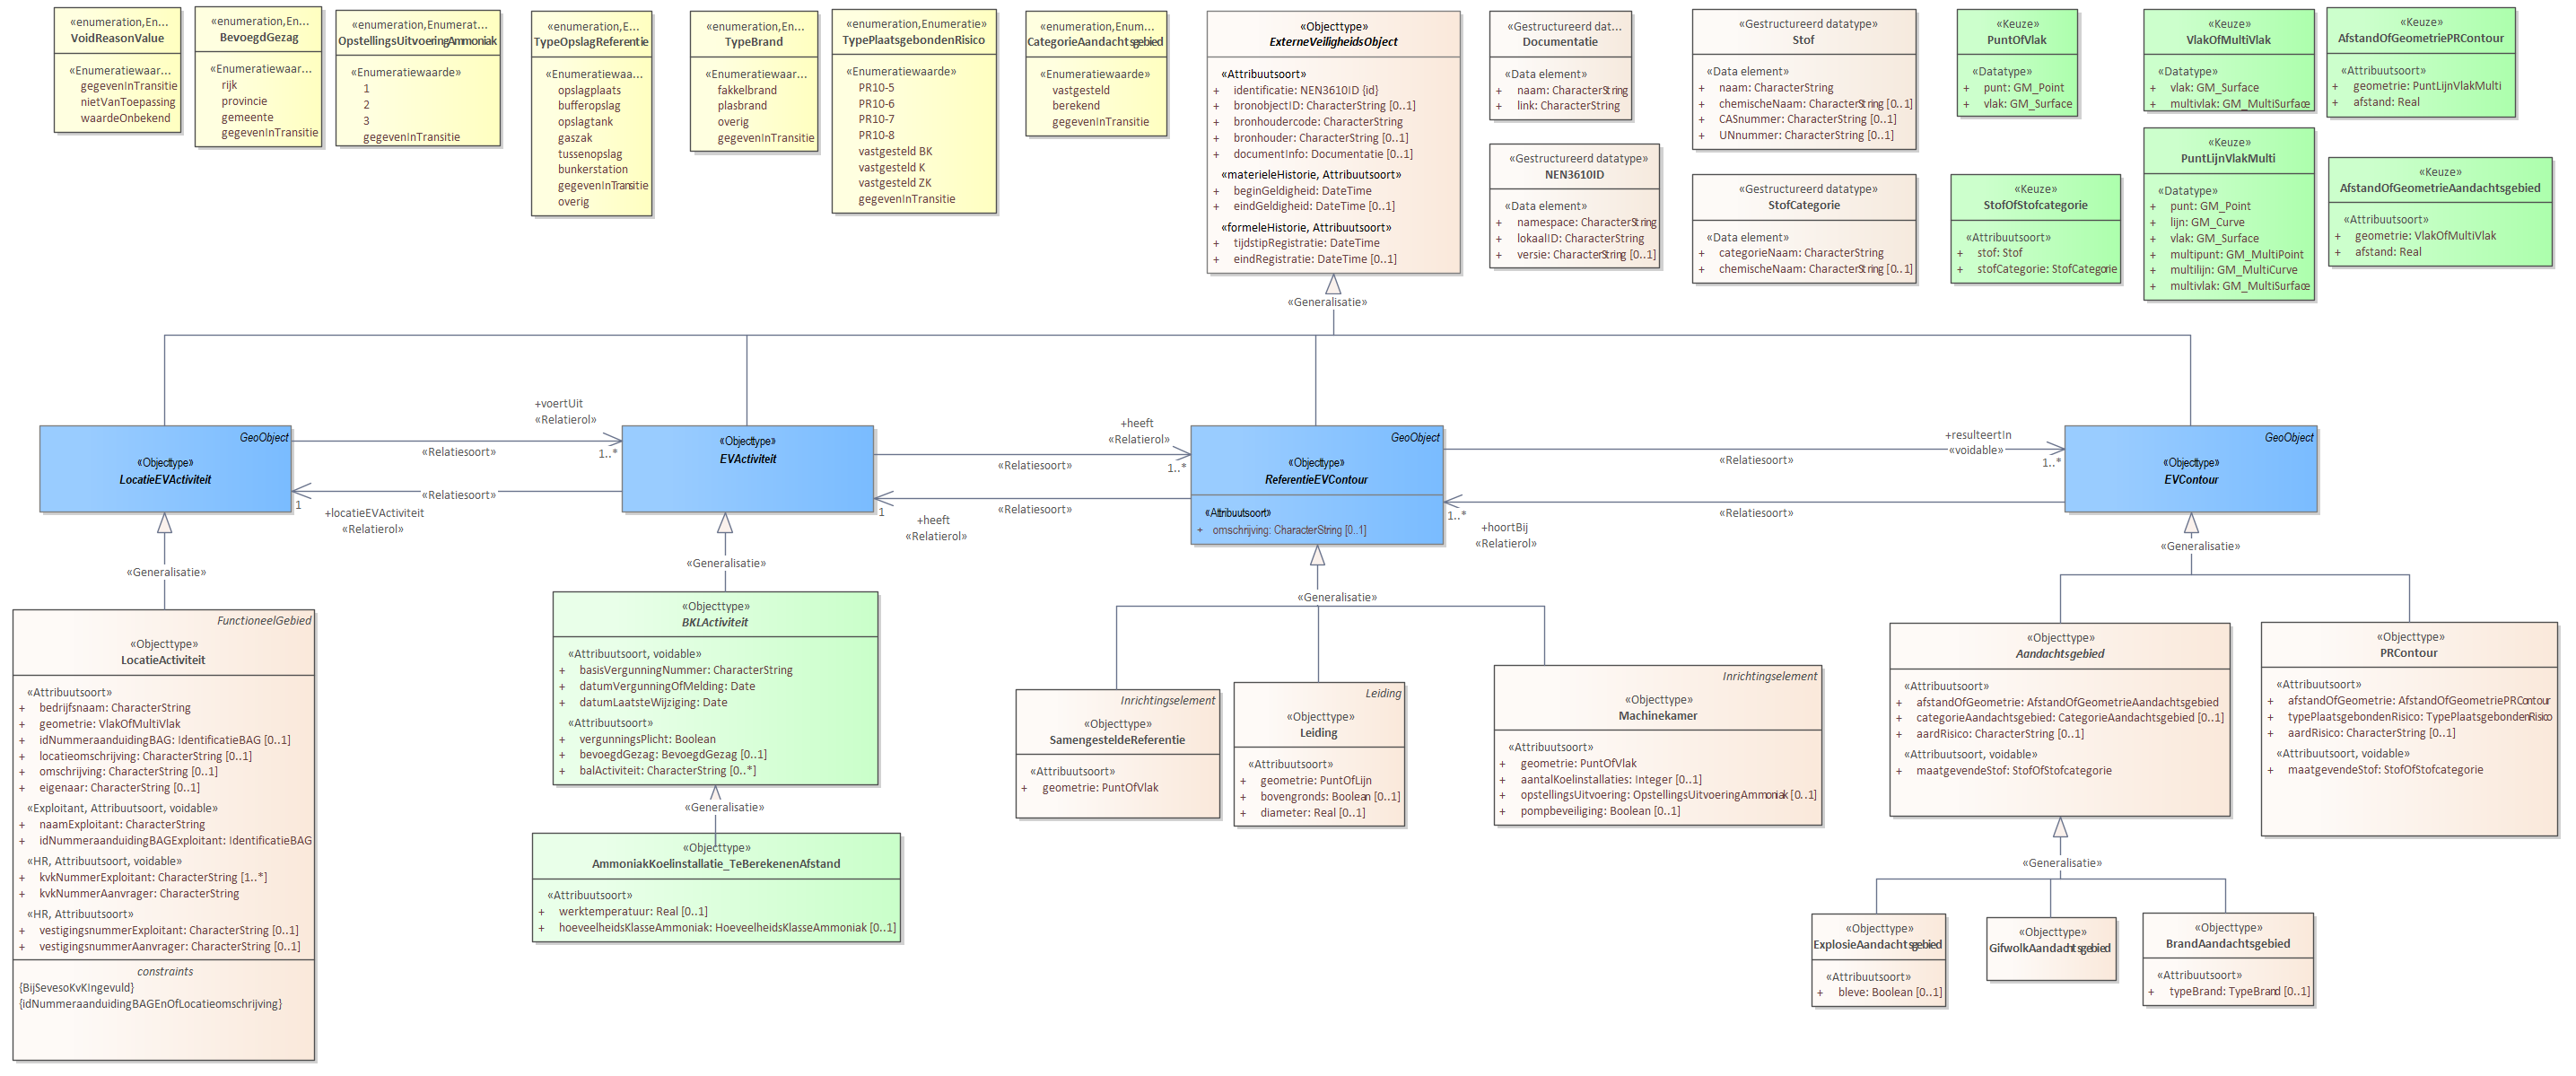 «enumeration,En...
VoidReasonValue
«Enumeratiewaar...
gegevenInTransitie
nietVanToepassing
waardeOnbekend
«enumeration,En...
BevoegdGezag
«Enumeratiewaar...
rijk
provincie
gemeente
gegevenInTransitie
«enumeration,Enumerat...
OpstellingsUitvoeringAmmoniak
«Enumeratiewaarde»
1
2
3
gegevenInTransitie
«enumeration,E...
TypeOpslagReferentie
«Enumeratiewaa...
opslagplaats
bufferopslag
opslagtank
gaszak
tussenopslag
bunkerstation
gegevenInTransitie
overig
«enumeration,En...
TypeBrand
«Enumeratiewaar...
fakkelbrand
plasbrand
overig
gegevenInTransitie
«enumeration,Enumeratie»
TypePlaatsgebondenRisico
«Enumeratiewaarde»
PR10-5
PR10-6
PR10-7
PR10-8
vastgesteld BK
vastgesteld K
vastgesteld ZK
gegevenInTransitie
«enumeration,Enum...
CategorieAandachtsgebied
«Enumeratiewaarde»
vastgesteld
berekend
gegevenInTransitie
«Objecttype»
ExterneVeiligheidsObject
«Attribuutsoort»
+ identificatie: NEN3610ID {id}
+ bronobjectID: CharacterString [0..1]
+ bronhoudercode: CharacterString
+ bronhouder: CharacterString [0..1]
+ documentInfo: Documentatie [0..1]
«materieleHistorie, Attribuutsoort»
+ beginGeldigheid: DateTime
+ eindGeldigheid: DateTime [0..1]
«formeleHistorie, Attribuutsoort»
+ tijdstipRegistratie: DateTime
+ eindRegistratie: DateTime [0..1]
«Gestructureerd dat...
Documentatie
«Data element»
+ naam: CharacterString
+ link: CharacterString
«Gestructureerd datatype»
NEN3610ID
«Data element»
+ namespace: CharacterString
+ lokaalID: CharacterString
+ versie: CharacterString [0..1]
«Gestructureerd datatype»
Stof
«Data element»
+ naam: CharacterString
+ chemischeNaam: CharacterString [0..1]
+ CASnummer: CharacterString [0..1]
+ UNnummer: CharacterString [0..1]
«Gestructureerd datatype»
StofCategorie
«Data element»
+ categorieNaam: CharacterString
+ chemischeNaam: CharacterString [0..1]
«Keuze»
PuntOfVlak
«Datatype»
+ punt: GM_Point
+ vlak: GM_Surface
«Keuze»
StofOfStofcategorie
«Attribuutsoort»
+ stof: Stof
+ stofCategorie: StofCategorie
«Keuze»
VlakOfMultiVlak
«Datatype»
+ vlak: GM_Surface
+ multivlak: GM_MultiSurface
«Keuze»
PuntLijnVlakMulti
«Datatype»
+ punt: GM_Point
+ lijn: GM_Curve
+ vlak: GM_Surface
+ multipunt: GM_MultiPoint
+ multilijn: GM_MultiCurve
+ multivlak: GM_MultiSurface
«Keuze»
AfstandOfGeometriePRContour
«Attribuutsoort»
+ geometrie: PuntLijnVlakMulti
+ afstand: Real
«Keuze»
AfstandOfGeometrieAandachtsgebied
«Attribuutsoort»
+ geometrie: VlakOfMultiVlak
+ afstand: Real
«Generalisatie»
GeoObject
«Objecttype»
LocatieEVActiviteit
+voertUit
«Relatierol»
«Relatiesoort»
1..*
«Relatiesoort»
1
+locatieEVActiviteit
«Relatierol»
«Objecttype»
EVActiviteit
+heeft
«Relatierol»
«Relatiesoort»
1..*
«Relatiesoort»
1
+heeft
«Relatierol»
GeoObject
«Objecttype»
ReferentieEVContour
«Attribuutsoort»
+ omschrijving: CharacterString [0..1]
+resulteertIn
«voidable»
«Relatiesoort»
1..*
«Relatiesoort»
1..*
+hoortBij
«Relatierol»
GeoObject
«Objecttype»
EVContour
«Generalisatie»
«Generalisatie»
«Generalisatie»
«Generalisatie»
FunctioneelGebied
«Objecttype»
LocatieActiviteit
«Attribuutsoort»
+ bedrijfsnaam: CharacterString
+ geometrie: VlakOfMultiVlak
+ idNummeraanduidingBAG: IdentificatieBAG [0..1]
+ locatieomschrijving: CharacterString [0..1]
+ omschrijving: CharacterString [0..1]
+ eigenaar: CharacterString [0..1]
«Exploitant, Attribuutsoort, voidable»
+ naamExploitant: CharacterString
+ idNummeraanduidingBAGExploitant: IdentificatieBAG
«HR, Attribuutsoort, voidable»
+ kvkNummerExploitant: CharacterString [1..*]
+ kvkNummerAanvrager: CharacterString
«HR, Attribuutsoort»
+ vestigingsnummerExploitant: CharacterString [0..1]
+ vestigingsnummerAanvrager: CharacterString [0..1]
constraints
{BijSevesoKvKIngevuld}
{idNummeraanduidingBAGEnOfLocatieomschrijving}
«Objecttype»
BKLActiviteit
«Attribuutsoort, voidable»
+ basisVergunningNummer: CharacterString
+ datumVergunningOfMelding: Date
+ datumLaatsteWijziging: Date
«Attribuutsoort»
+ vergunningsPlicht: Boolean
+ bevoegdGezag: BevoegdGezag [0..1]
+ balActiviteit: CharacterString [0..*]
«Generalisatie»
«Objecttype»
AmmoniakKoelinstallatie_TeBerekenenAfstand
«Attribuutsoort»
+ werktemperatuur: Real [0..1]
+ hoeveelheidsKlasseAmmoniak: HoeveelheidsKlasseAmmoniak [0..1]
Inrichtingselement
«Objecttype»
SamengesteldeReferentie
«Attribuutsoort»
+ geometrie: PuntOfVlak
Leiding
«Objecttype»
Leiding
«Attribuutsoort»
+ geometrie: PuntOfLijn
+ bovengronds: Boolean [0..1]
+ diameter: Real [0..1]
Inrichtingselement
«Objecttype»
Machinekamer
«Attribuutsoort»
+ geometrie: PuntOfVlak
+ aantalKoelinstallaties: Integer [0..1]
+ opstellingsUitvoering: OpstellingsUitvoeringAmmoniak [0..1]
+ pompbeveiliging: Boolean [0..1]
«Objecttype»
Aandachtsgebied
«Attribuutsoort»
+ afstandOfGeometrie: AfstandOfGeometrieAandachtsgebied
+ categorieAandachtsgebied: CategorieAandachtsgebied [0..1]
+ aardRisico: CharacterString [0..1]
«Attribuutsoort, voidable»
+ maatgevendeStof: StofOfStofcategorie
«Objecttype»
PRContour
«Attribuutsoort»
+ afstandOfGeometrie: AfstandOfGeometriePRContour
+ typePlaatsgebondenRisico: TypePlaatsgebondenRisico
+ aardRisico: CharacterString [0..1]
«Attribuutsoort, voidable»
+ maatgevendeStof: StofOfStofcategorie
«Generalisatie»
«Objecttype»
ExplosieAandachtsgebied
«Attribuutsoort»
+ bleve: Boolean [0..1]
«Objecttype»
GifwolkAandachtsgebied
«Objecttype»
BrandAandachtsgebied
«Attribuutsoort»
+ typeBrand: TypeBrand [0..1]